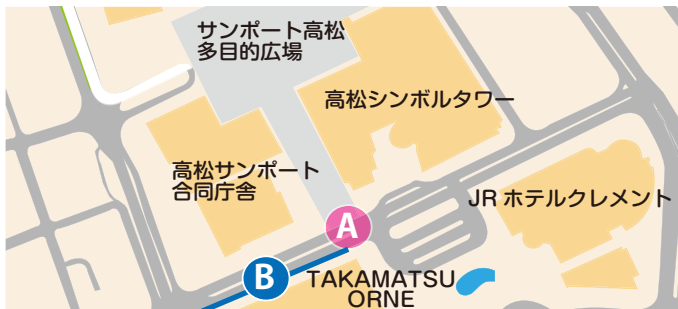 サンポート高松
多目的広場
高松シンボルタワー
高松サンポート
合同庁舎
JRホテルクレメント
A
B
TAKAMATSU
ORNE